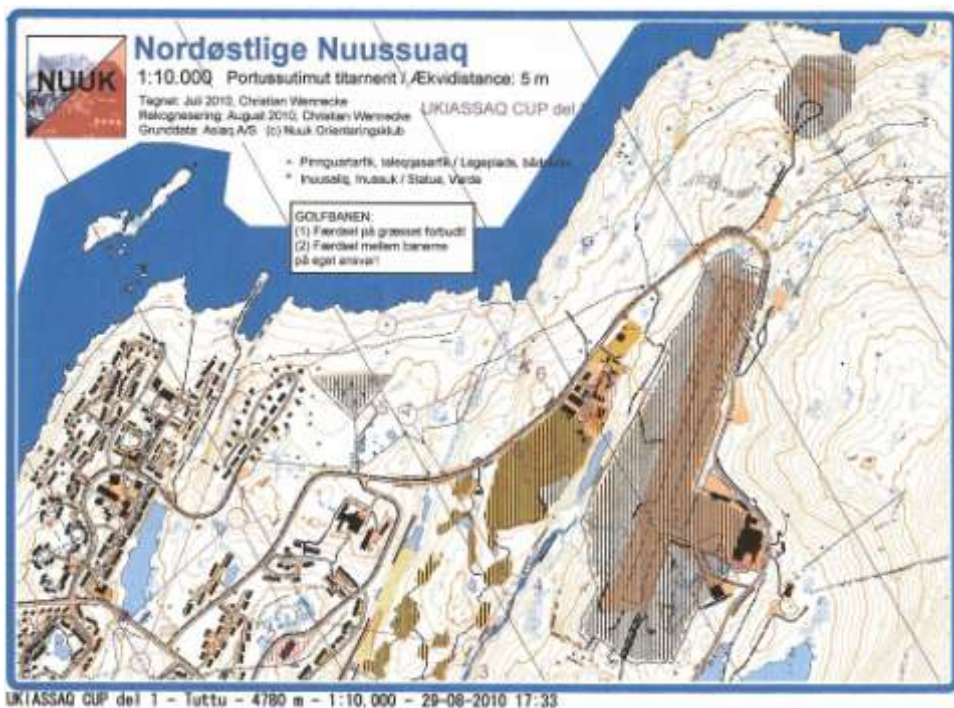 NUUK
Nordøstlige Nuussuaq
1:10.000 Portussutimut titarnerit / Ækvidistance: 5 m
Tegnet: Juli 2010, Christian Wennecke
Rekognosering: August 2010, Christian Wennecke
Grunddata: Asiaq A/S (c) Nuuk Orienteringsklub
UKIASSAQ CUP del
Pinnguartarfik, / Legeplads,
Inuusaliq, Inussuk / Statue, Varde
GOLFBANEN:
(1) Færdsel på græsset forbudt!
(2) Færdsel mellem banerne
på eget ansvar!
6
UKIASSAQ CUP del 1 - Tuttu - 4780 m - 1:10,000 - 29-08-2010 17:33